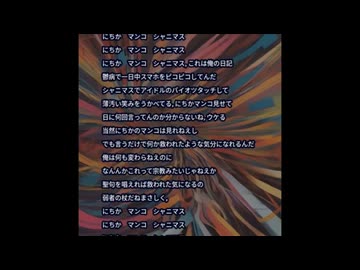 にちか　マンコ　シャニマス
にちか　マンコ　シャニマス
にちか　マンコ　シャニマス、これは俺の日記
鬱病で一日中スマホをピコピコしてんだ
シャニマスでアイドルのパイオツタッチして
薄汚い笑みをうかべてる、にちかマンコ見せて
日に何回言ってんのか分からないね、ウケる
当然にちかのマンコは見れねえし
でも言うだけで何か救われたような気分になれるんだ
俺は何も変わらねえのに
なんんかこれって宗教みたいじゃねえか
聖句を唱えれば救われた気になるの
弱者の杖だねまさしく、
にちか　マンコ　シャニマス
にちか　マンコ　シャニマス